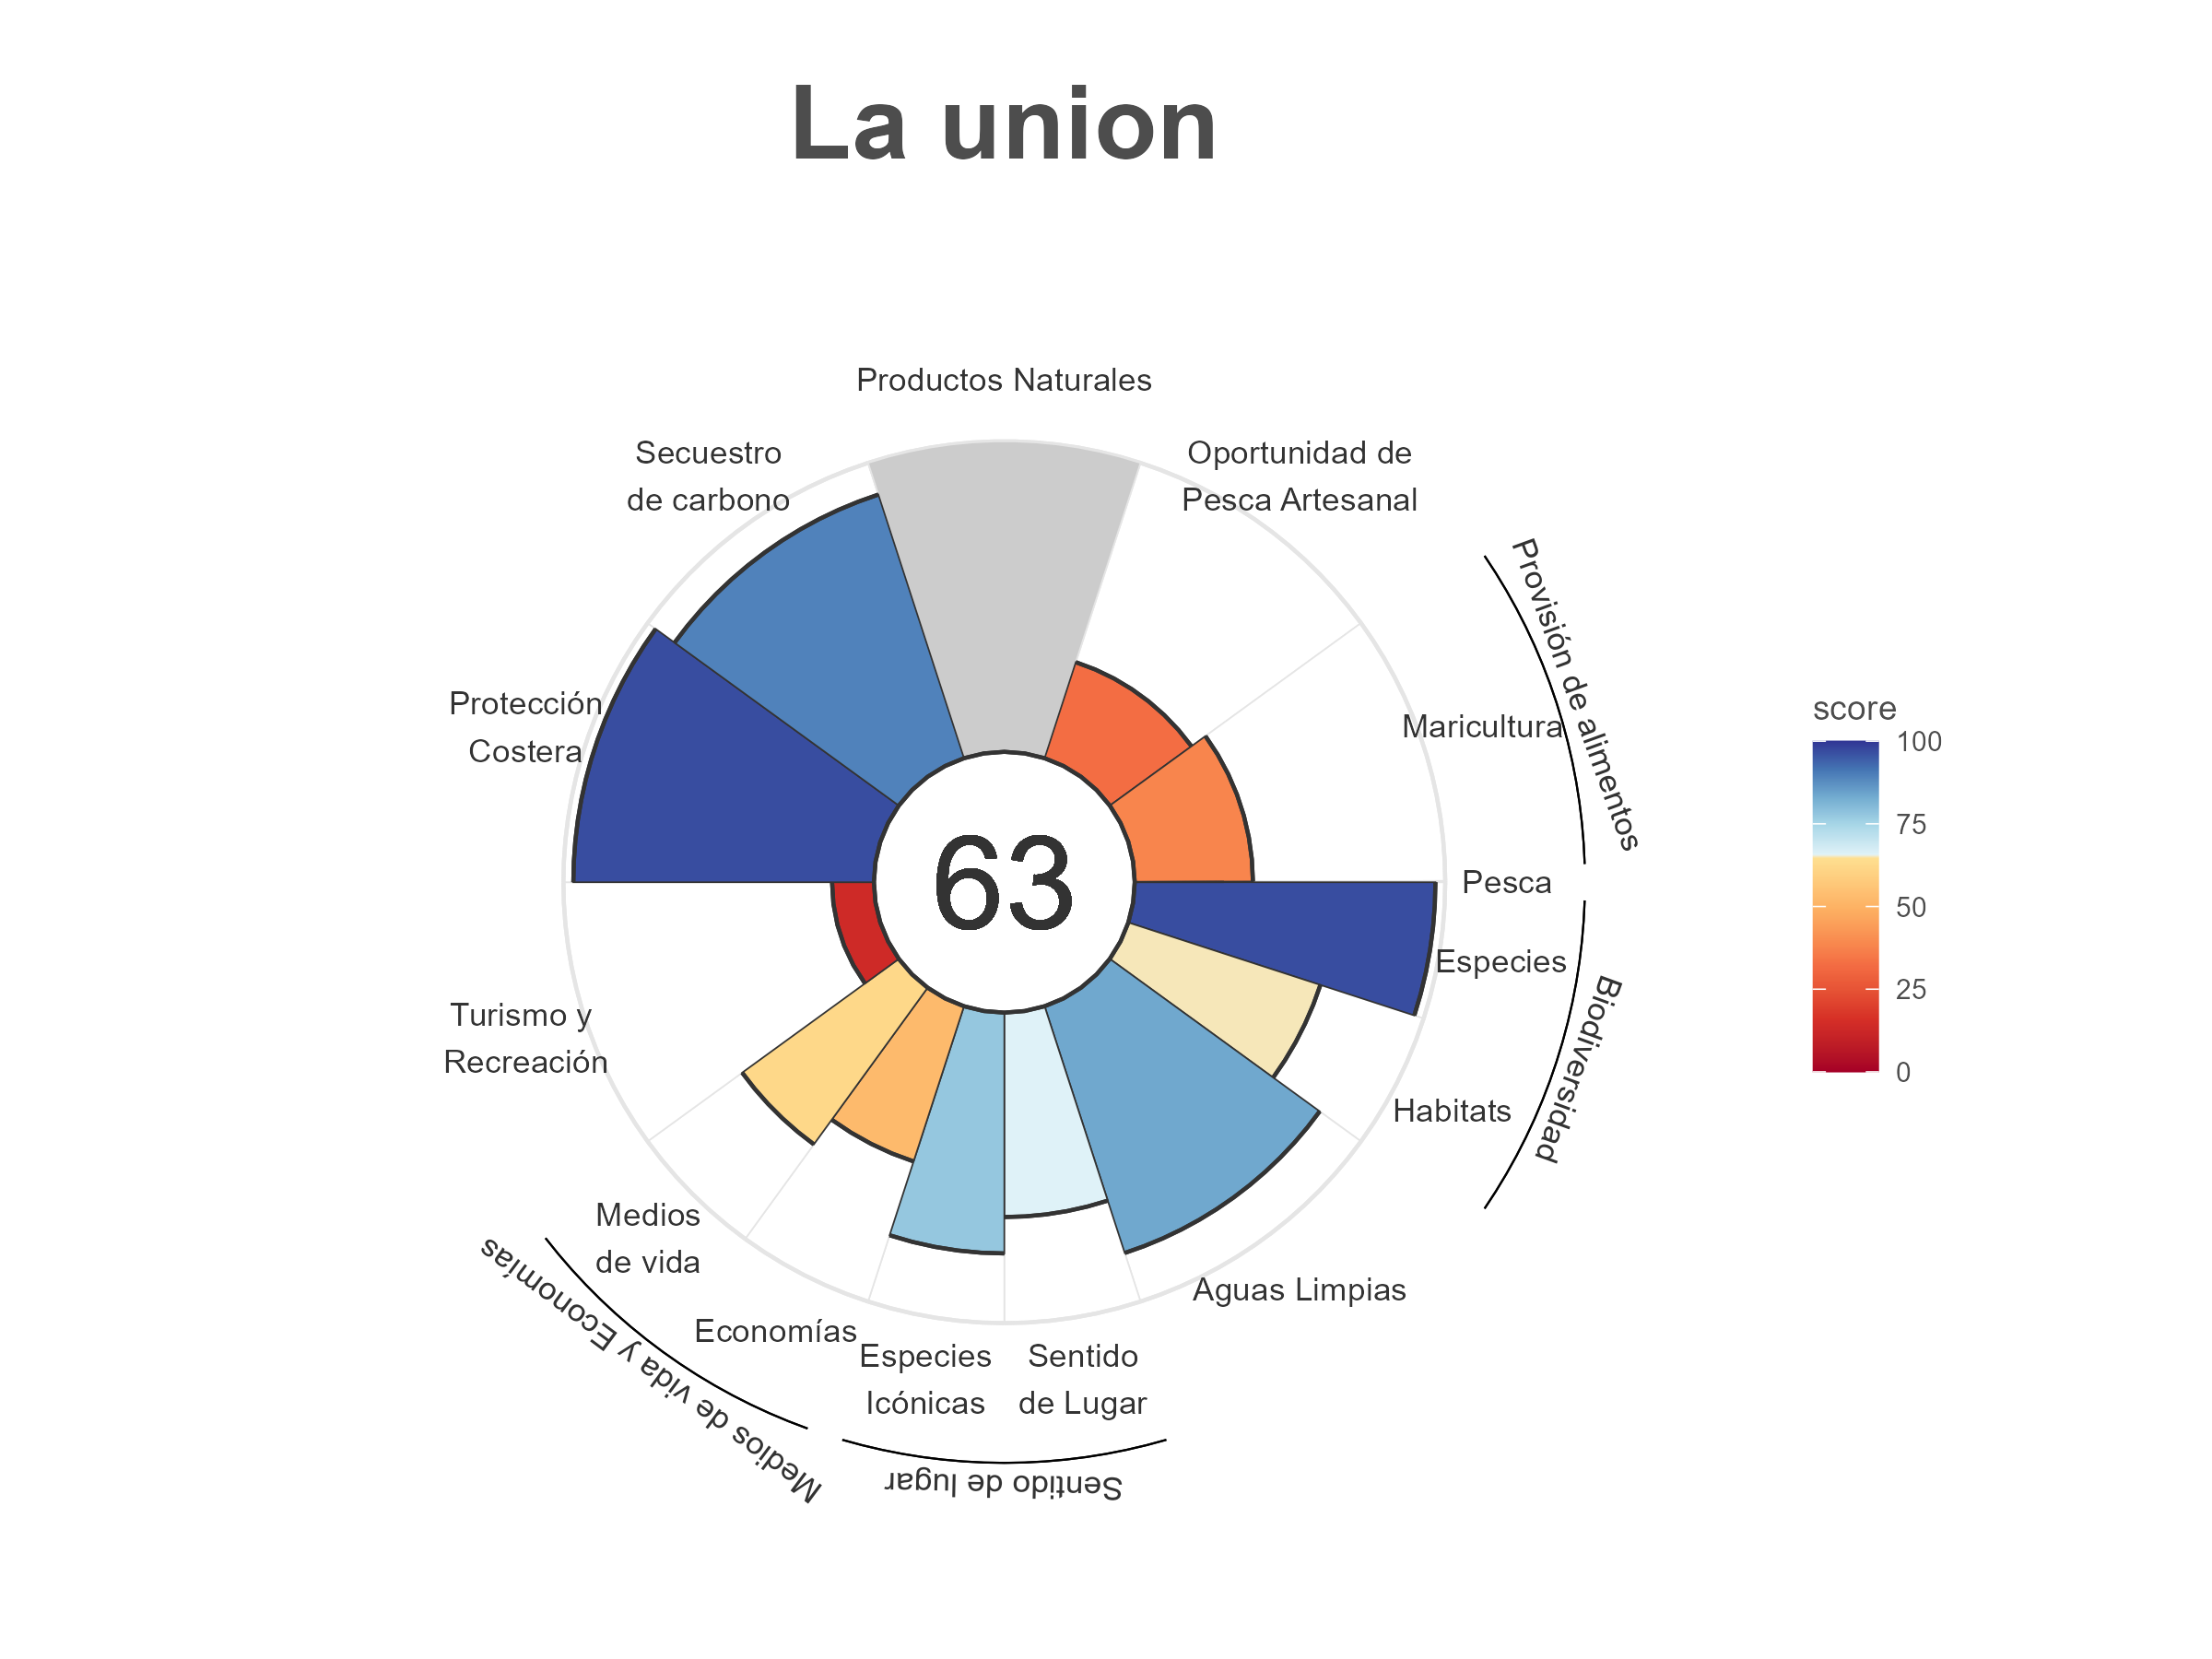 La union
Productos Naturales
Secuestro
de carbono
Oportunidad de
Pesca Artesanal
Provisión de alimentos
Protección
Costera
Maricultura
score
100
75
50
25
0
63
Pesca
Especies
Biodiversidad
Turismo y
Recreación
Habitats
Medios
de vida
Aguas Limpias
Economías
Especies
Icónicas
Sentido
de Lugar
Medios de vida y Economías
Sentido de lugar